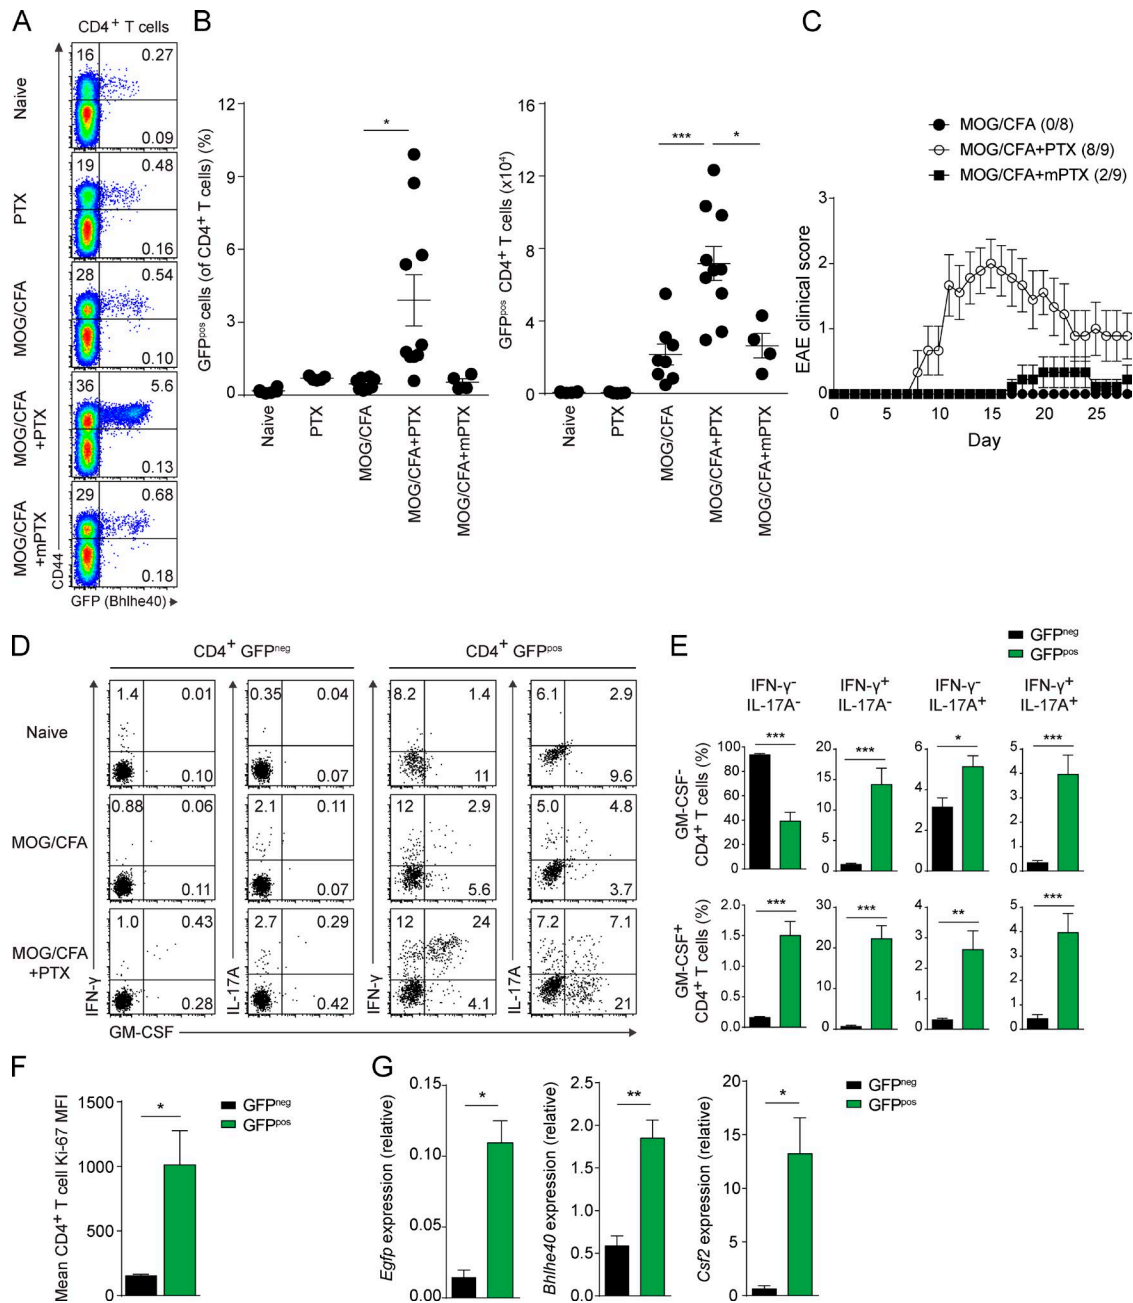 A
CD4+ T cells
Naive
16
0.27
0.09
PTX
19
0.48
0.16
MOG/CFA
28
0.54
0.10
MOG/CFA
+PTX
36
5.6
0.13
MOG/CFA
+mPTX
29
0.68
0.18
CD44
GFP (Bhlhe40)
B
GFPpos cells (of CD4+ T cells) (%)
12
9
6
3
0
Naive
PTX
MOG/CFA
MOG/CFA+PTX
MOG/CFA+mPTX
*
GFPpos CD4+ T cells (x10⁴)
16
12
8
4
0
Naive
PTX
MOG/CFA
MOG/CFA+PTX
MOG/CFA+mPTX
***
*
C
MOG/CFA (0/8)
MOG/CFA+PTX (8/9)
MOG/CFA+mPTX (2/9)
EAE clinical score
3
2
1
0
0 5 10 15 20 25
Day
D
CD4+ GFPneg
CD4+ GFPpos
Naive
1.4 0.01
0.10
0.35 0.04
0.07
8.2 1.4
11
6.1 2.9
9.6
MOG/CFA
0.88 0.06
0.11
2.1 0.11
0.07
12 2.9
5.6
5.0 4.8
3.7
MOG/CFA
+PTX
1.0 0.43
0.28
2.7 0.29
0.42
12 24
4.1
7.2 7.1
21
IFN-γ
IL-17A
IFN-γ
IL-17A
GM-CSF
E
GFPneg
GFPpos
IFN-γ-
IL-17A-
IFN-γ+
IL-17A-
IFN-γ-
IL-17A+
IFN-γ+
IL-17A+
GM-CSF-
CD4+ T cells (%)
100
80
60
40
20
0
***
20
15
10
5
0
***
6
4
2
0
*
5
4
3
2
1
0
***
GM-CSF+
CD4+ T cells (%)
2.0
1.5
1.0
0.5
0.0
***
30
20
10
0
***
4
3
2
1
0
**
5
4
3
2
1
0
***
F
Mean CD4+ T cell Ki-67 MFI
1500
1000
500
0
*
GFPneg
GFPpos
G
Egfp expression (relative)
0.15
0.10
0.05
0.00
*
Bhlhe40 expression (relative)
2.5
2.0
1.5
1.0
0.5
0.0
**
Csf2 expression (relative)
20
15
10
5
0
*
GFPneg
GFPpos